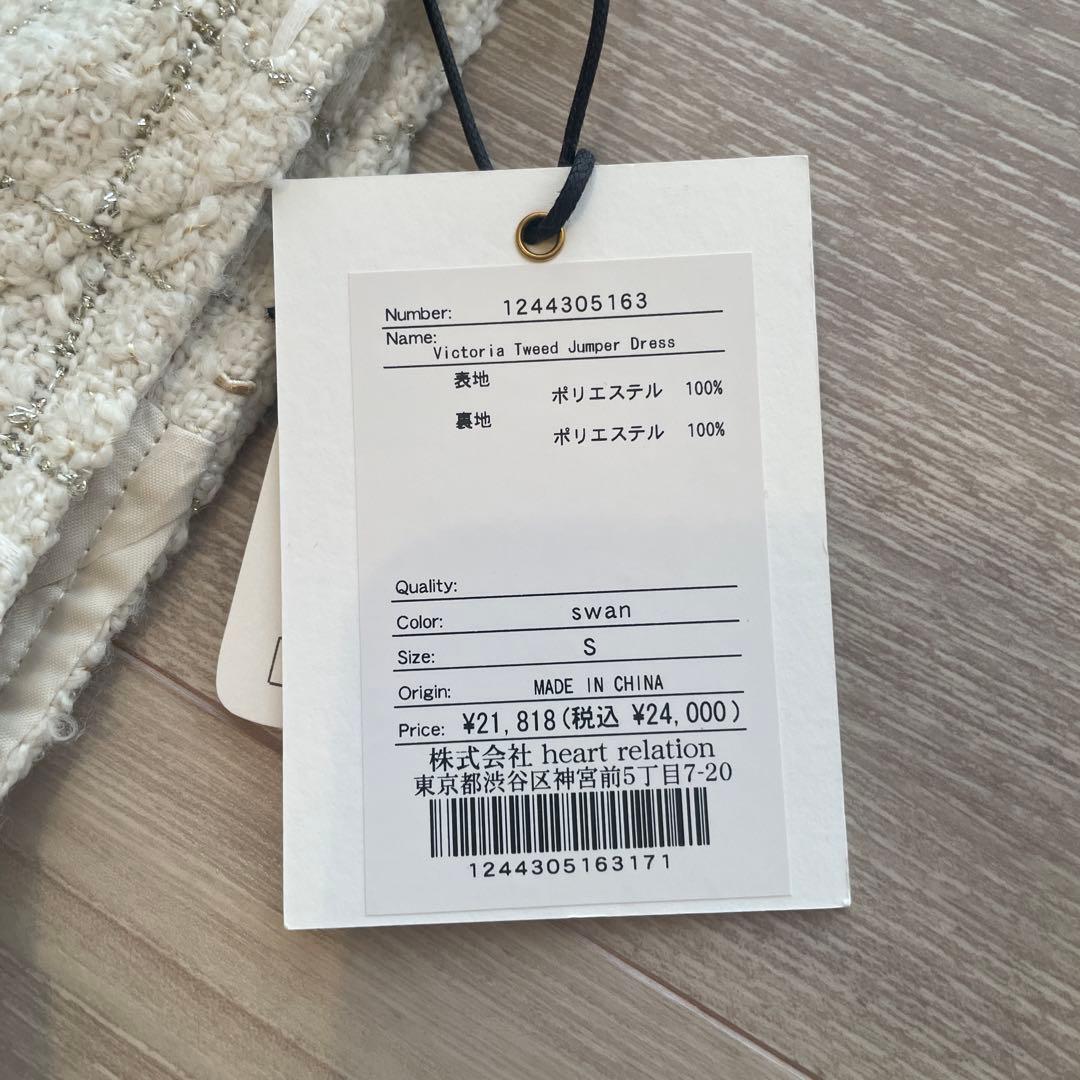 Number: 1244305163
Name: Victoria Tweed Jumper Dress
表地
ポリエステル 100%
裏地
ポリエステル 100%
Quality:
Color: swan
Size: S
Origin: MADE IN CHINA
Price: ¥21,818(税込 ¥24,000)
株式会社 heart relation
東京都渋谷区神宮前5丁目7-20
1244305163171